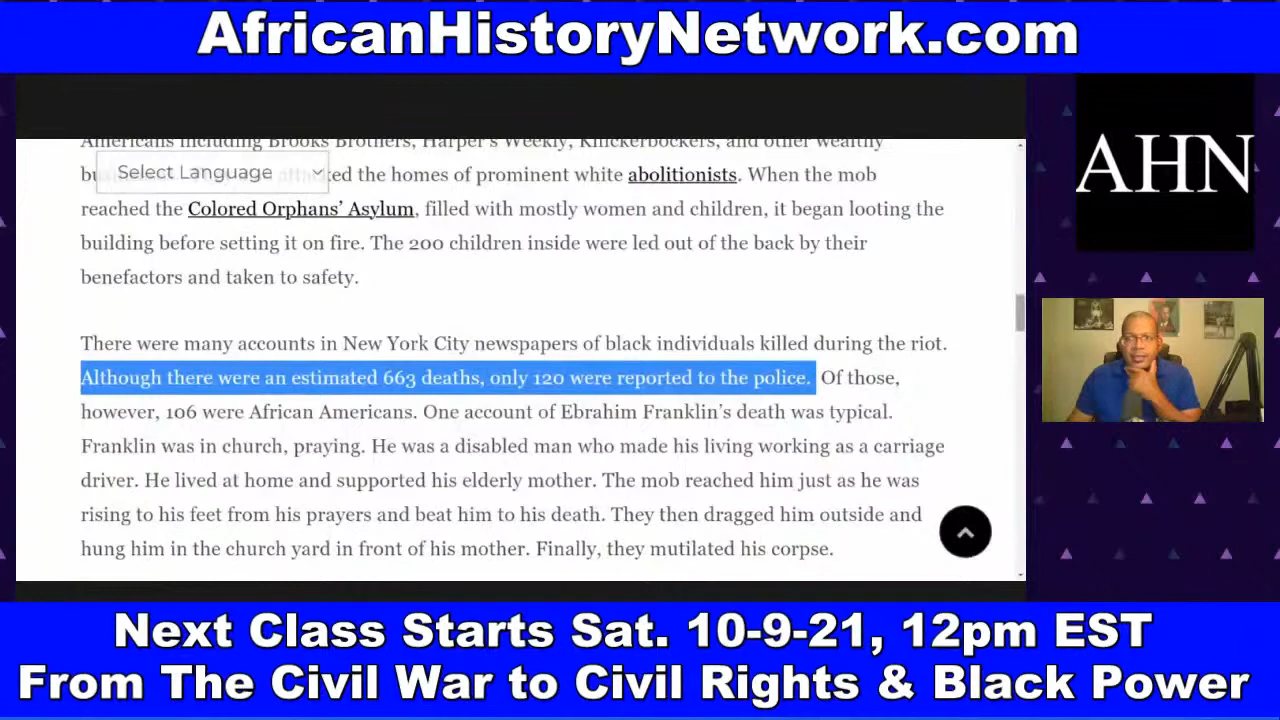 AfricanHistoryNetwork.com
AHN
Americans including Brooks Brothers, Harper's Weekly, Knickerbockers, and other wealthy
Select Language
ked the homes of prominent white abolitionists. When the mob
reached the Colored Orphans' Asylum, filled with mostly women and children, it began looting the
building before setting it on fire. The 200 children inside were led out of the back by their
benefactors and taken to safety.
There were many accounts in New York City newspapers of black individuals killed during the riot.
Although there were an estimated 663 deaths, only 120 were reported to the police. Of those,
however, 106 were African Americans. One account of Ebrahim Franklin's death was typical.
Franklin was in church, praying. He was a disabled man who made his living working as a carriage
driver. He lived at home and supported his elderly mother. The mob reached him just as he was
rising to his feet from his prayers and beat him to his death. They then dragged him outside and
hung him in the church yard in front of his mother. Finally, they mutilated his corpse.
Next Class Starts Sat. 10-9-21, 12pm EST
From The Civil War to Civil Rights & Black Power